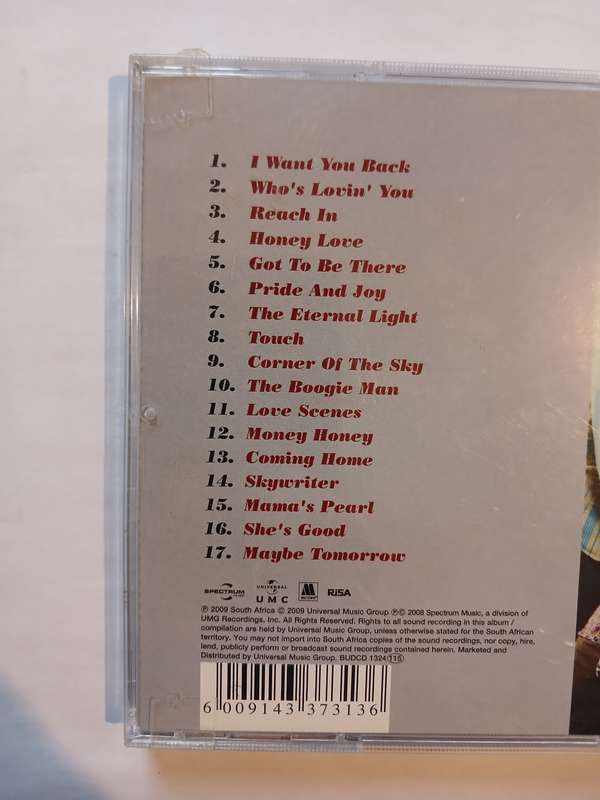 1. I Want You Back
2. Who's Lovin' You
3. Reach In
4. Honey Love
5. Got To Be There
6. Pride And Joy
7. The Eternal Light
8. Touch
9. Corner Of The Sky
10. The Boogie Man
11. Love Scenes
12. Money Honey
13. Coming Home
14. Skywriter
15. Mama's Pearl
16. She's Good
17. Maybe Tomorrow
SPECTRUM UNIVERSAL UMC RiSA
℗ 2009 South Africa © 2009 Universal Music Group ℗© 2008 Spectrum Music, a division of
UMG Recordings, Inc. All Rights Reserved. Rights to all sound recording in this album /
compilation are held by Universal Music Group, unless otherwise stated for the South African
territory. You may not import into South Africa copies of the sound recordings, nor copy, hire,
lend, publicly perform or broadcast sound recordings contained herein. Marketed and
Distributed by Universal Music Group. BUDCD 1324 (115)
6 009143 373136